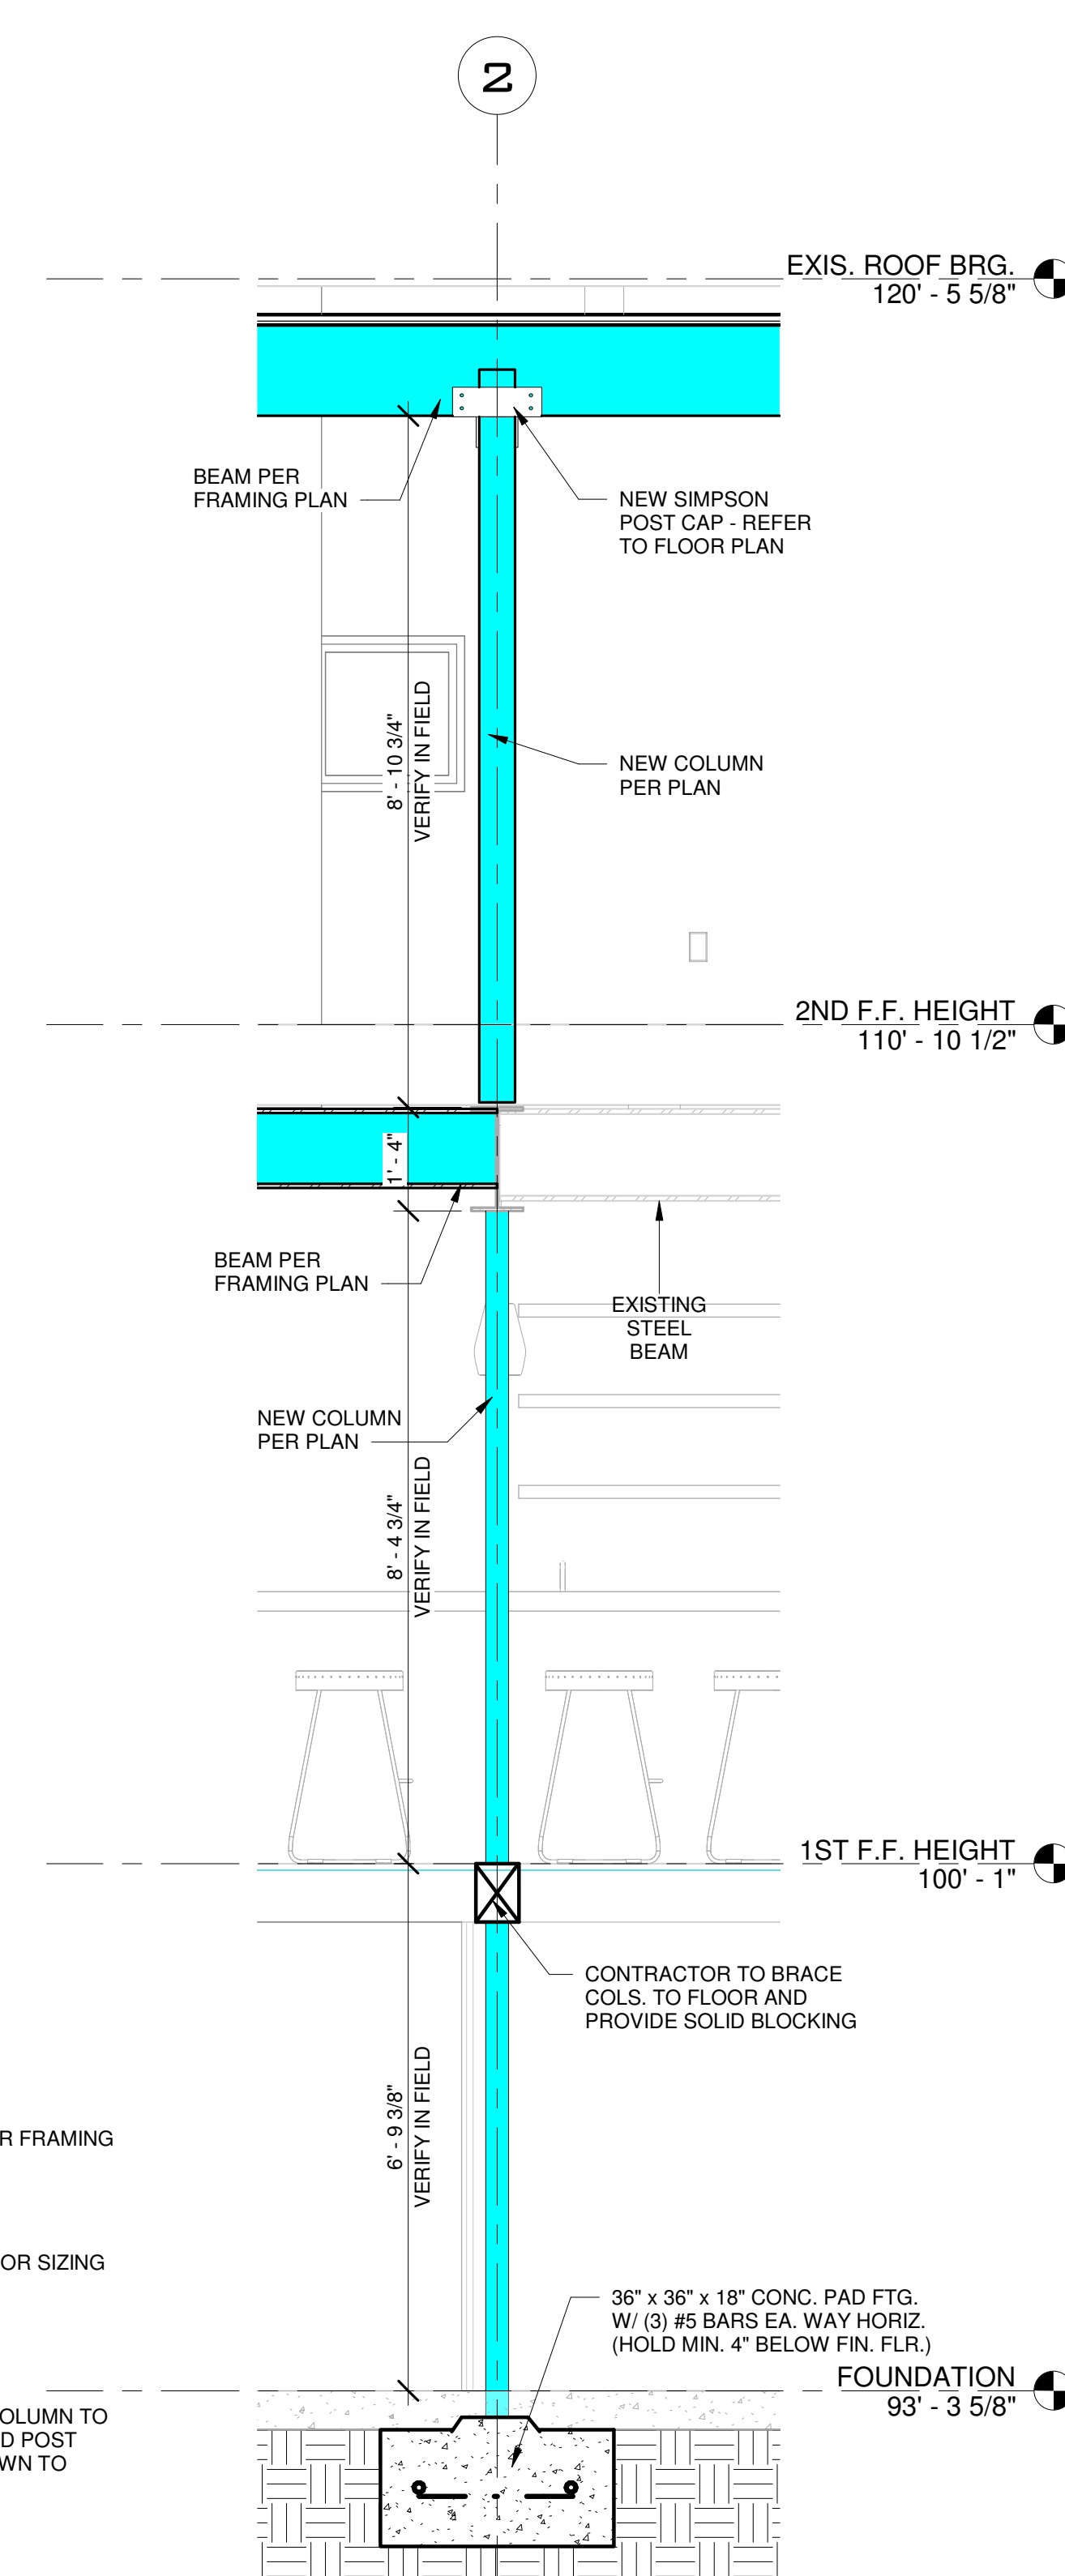 2
EXIS. ROOF BRG.
120' - 5 5/8"
BEAM PER
FRAMING PLAN
NEW SIMPSON
POST CAP - REFER
TO FLOOR PLAN
8' - 10 3/4"
VERIFY IN FIELD
NEW COLUMN
PER PLAN
2ND F.F. HEIGHT
110' - 10 1/2"
1' - 4"
BEAM PER
FRAMING PLAN
EXISTING
STEEL
BEAM
NEW COLUMN
PER PLAN
8' - 4 3/4"
VERIFY IN FIELD
1ST F.F. HEIGHT
100' - 1"
CONTRACTOR TO BRACE
COLS. TO FLOOR AND
PROVIDE SOLID BLOCKING
6' - 9 3/8"
VERIFY IN FIELD
R FRAMING
OR SIZING
36" x 36" x 18" CONC. PAD FTG.
W/ (3) #5 BARS EA. WAY HORIZ.
(HOLD MIN. 4" BELOW FIN. FLR.)
FOUNDATION
93' - 3 5/8"
OLUMN TO
D POST
WN TO